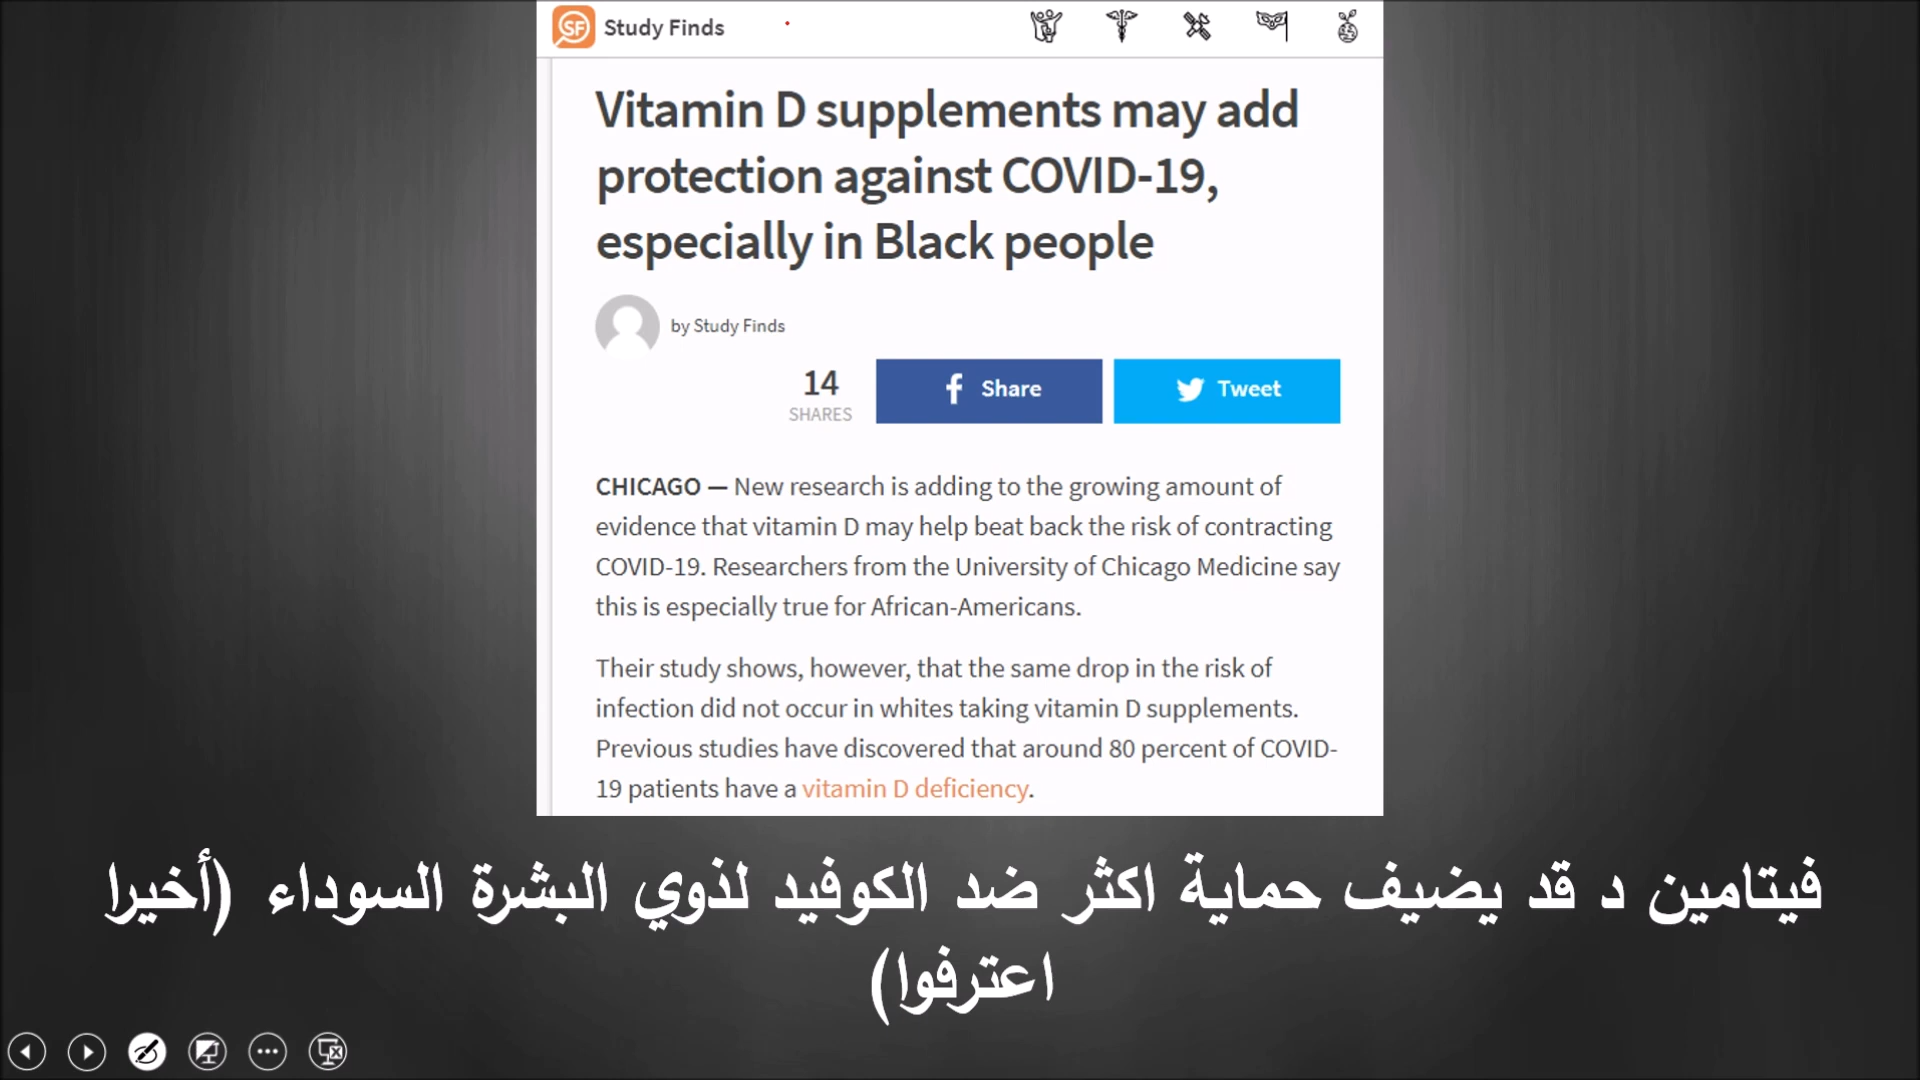 SF Study Finds
Vitamin D supplements may add
protection against COVID-19,
especially in Black people
by Study Finds
14
SHARES
Share
Tweet
CHICAGO — New research is adding to the growing amount of
evidence that vitamin D may help beat back the risk of contracting
COVID-19. Researchers from the University of Chicago Medicine say
this is especially true for African-Americans.
Their study shows, however, that the same drop in the risk of
infection did not occur in whites taking vitamin D supplements.
Previous studies have discovered that around 80 percent of COVID-
19 patients have a vitamin D deficiency.
فيتامين د قد يضيف حماية اكثر ضد الكوفيد لذوي البشرة السوداء (أخيرا
اعترفوا)